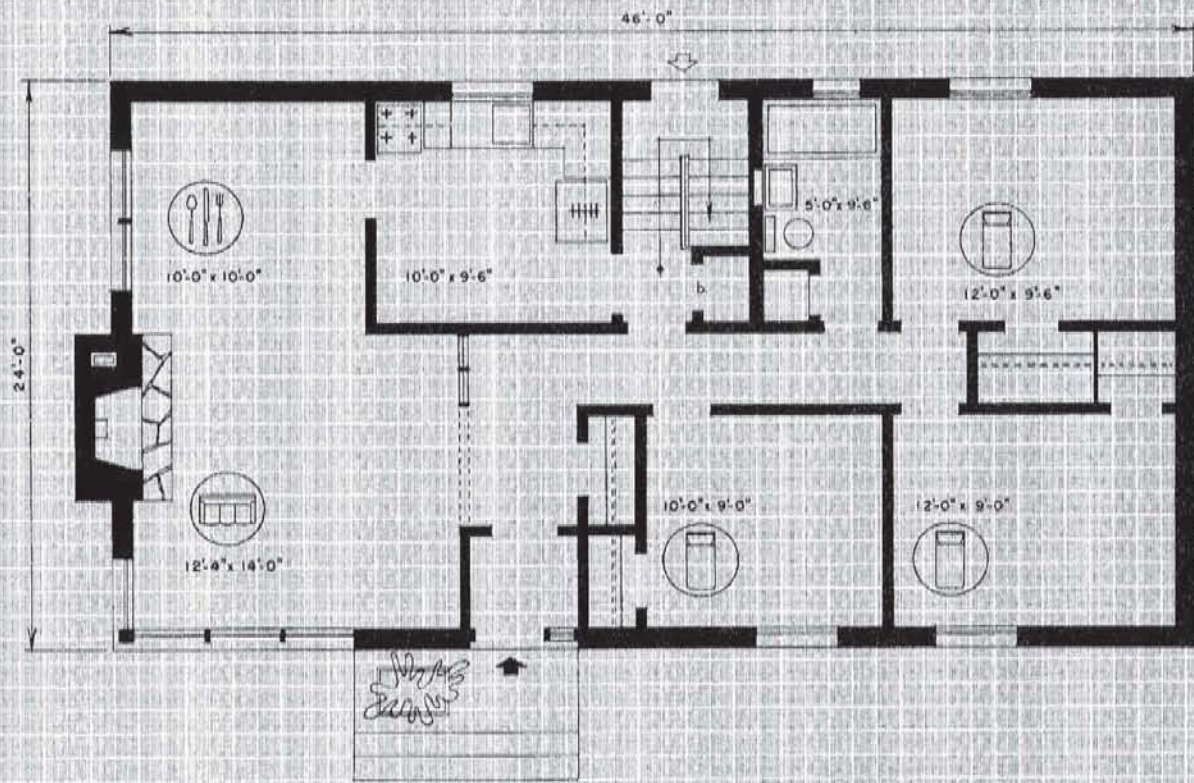 46'-0"
24'-0"
10'-0" x 10'-0"
10'-0" x 9'-6"
5'-0" x 9'-6"
12'-0" x 9'-6"
b.
12'-4" x 14'-0"
10'-0" x 9'-0"
12'-0" x 9'-0"